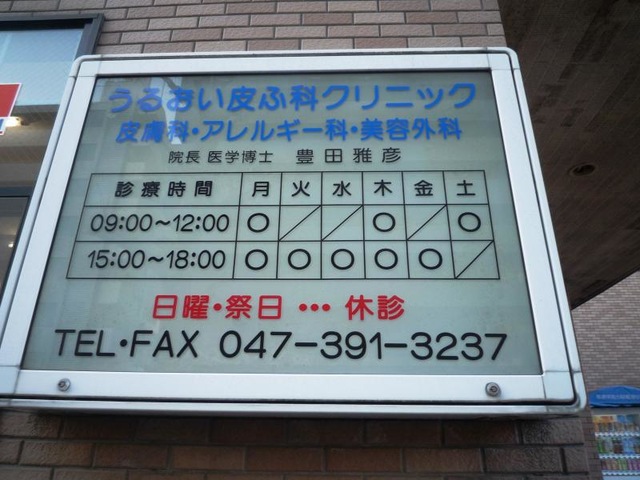 うるおい皮ふ科クリニック
皮膚科・アレルギー科・美容外科
院長 医学博士 豊田雅彦
診療時間 月 火 水 木 金 土
09:00～12:00 ○ ／ ／ ○ ／ ○
15:00～18:00 ○ ○ ○ ○ ○ ／
日曜・祭日 … 休診
TEL・FAX 047-391-3237